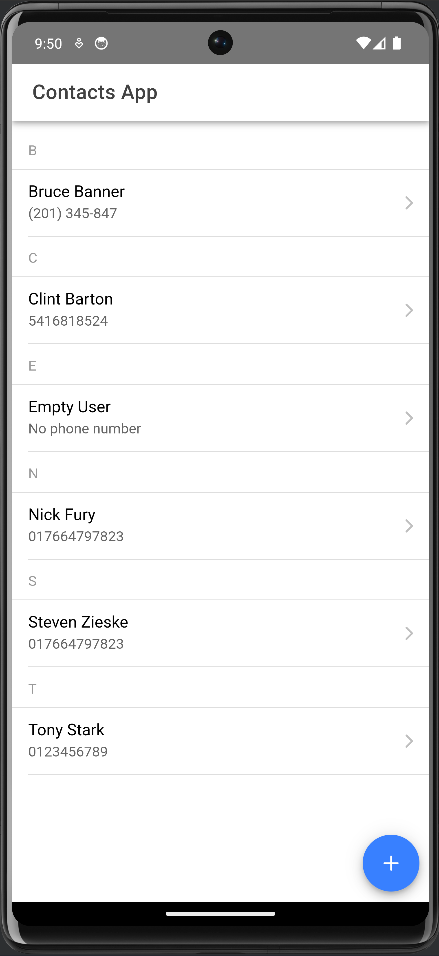 9:50
Contacts App
B
Bruce Banner
(201) 345-847
C
Clint Barton
5416818524
E
Empty User
No phone number
N
Nick Fury
017664797823
S
Steven Zieske
017664797823
T
Tony Stark
0123456789
+